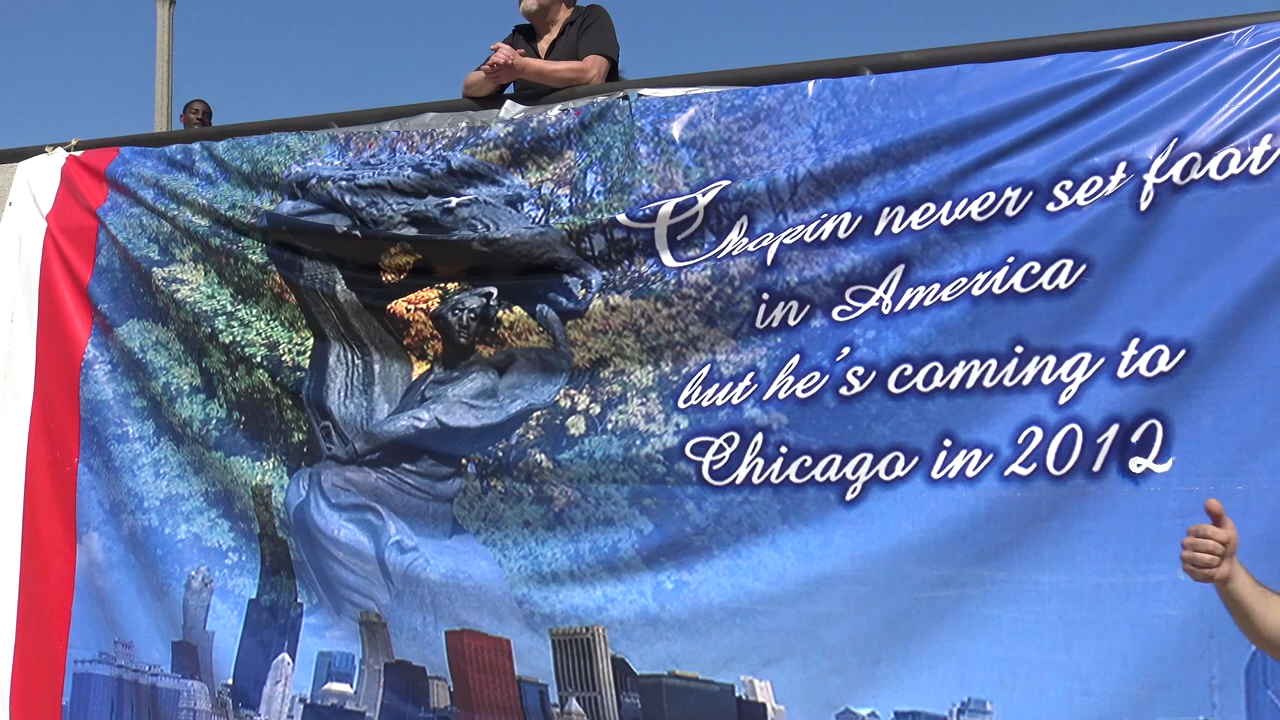 Chopin never set foot
in America
but he's coming to
Chicago in 2012